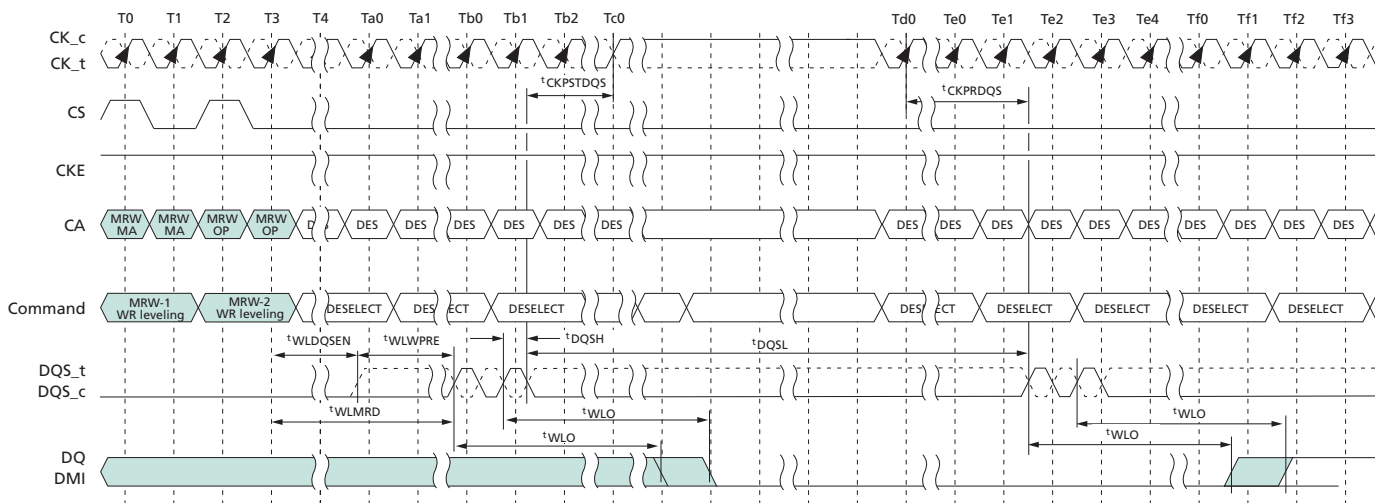 T0 T1 T2 T3 T4 Ta0 Ta1 Tb0 Tb1 Tb2 Tc0 Td0 Te0 Te1 Te2 Te3 Te4 Tf0 Tf1 Tf2 Tf3
CK_c
CK_t
tCKPSTDQS
tCKPRDQS
CS
CKE
CA
MRW MRW MRW MRW
MA MA OP OP
DES DES DES DES DES DES DES DES DES DES DES DES DES DES DES DES DES
Command
MRW-1 MRW-2
WR leveling WR leveling
DESELECT DESELECT DESELECT DESELECT DESELECT DESELECT DESELECT DESELECT
tWLDQSEN tWLWPRE tDQSH tDQSL
DQS_t
DQS_c
tWLMRD tWLO tWLO
tWLO tWLO
DQ
DMI